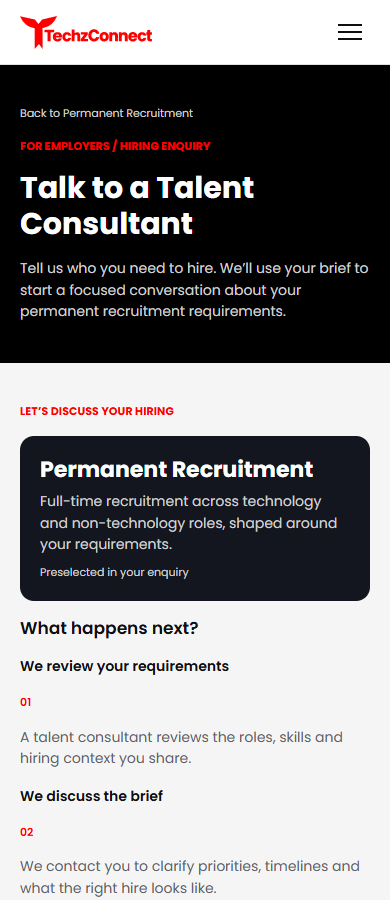 TechzConnect
Back to Permanent Recruitment
FOR EMPLOYERS / HIRING ENQUIRY
Talk to a Talent
Consultant
Tell us who you need to hire. We’ll use your brief to
start a focused conversation about your
permanent recruitment requirements.
LET’S DISCUSS YOUR HIRING
Permanent Recruitment
Full-time recruitment across technology
and non-technology roles, shaped around
your requirements.
Preselected in your enquiry
What happens next?
We review your requirements
01
A talent consultant reviews the roles, skills and
hiring context you share.
We discuss the brief
02
We contact you to clarify priorities, timelines and
what the right hire looks like.